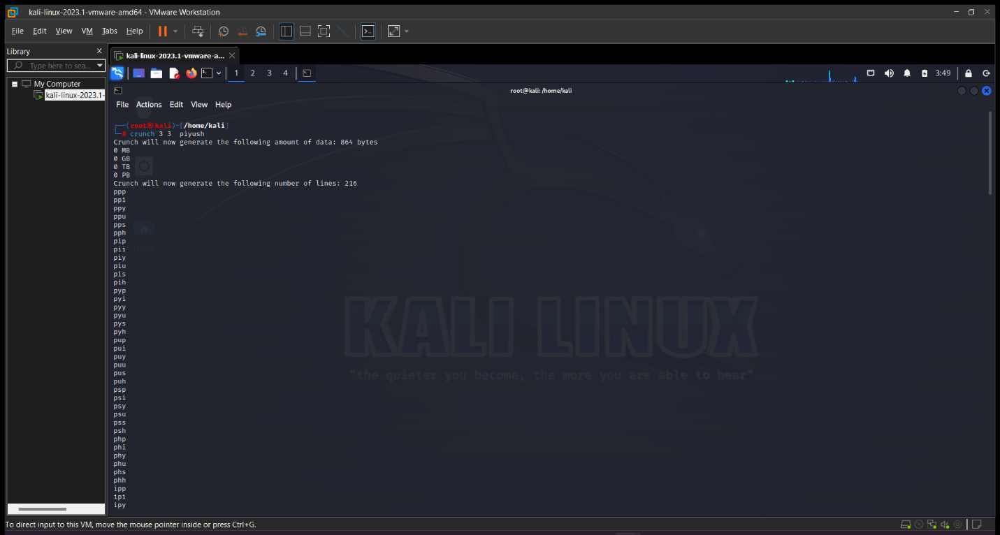 kali-linux-2023.1-vmware-amd64 - VMware Workstation
File Edit View VM Tabs Help
Library X
kali-linux-2023.1-vmware-a...
Type here to sea...
1 2 3 4
3:49
My Computer
kali-linux-2023.1-
root@kali: /home/kali
File Actions Edit View Help
┌──(root㉿kali)-[/home/kali]
└─# crunch 3 3  piyush
Crunch will now generate the following amount of data: 864 bytes
0 MB
0 GB
0 TB
0 PB
Crunch will now generate the following number of lines: 216
ppp
ppi
ppy
ppu
pps
pph
pip
pii
piy
piu
pis
pih
pyp
pyi
pyy
pyu
pys
pyh
pup
pui
puy
puu
pus
puh
psp
psi
psy
psu
pss
psh
php
phi
phy
phu
phs
phh
ipp
ipi
ipy
Home
KALI LINUX
"the quieter you become, the more you are able to hear"
To direct input to this VM, move the mouse pointer inside or press Ctrl+G.